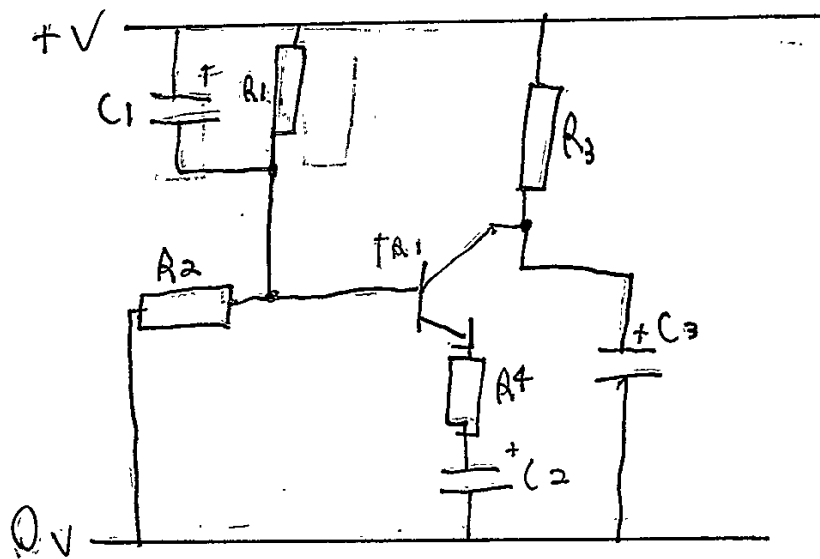 +V
+
C1
R1
R3
R2
TR1
+ C3
R4
+
C2
0v